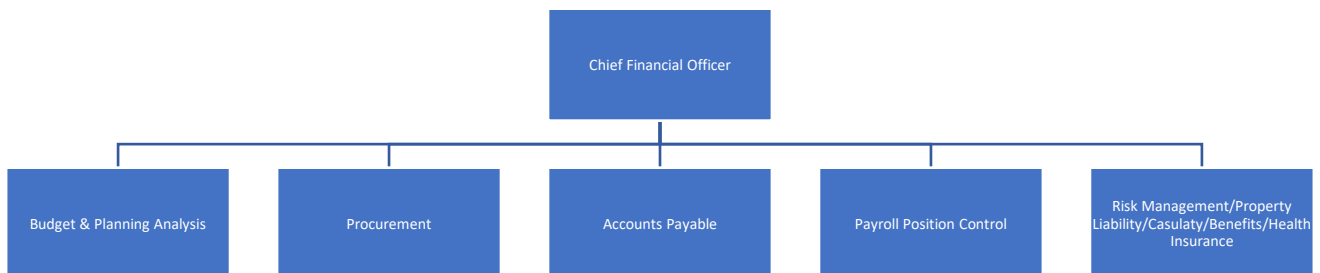 Chief Financial Officer
Budget & Planning Analysis
Procurement
Accounts Payable
Payroll Position Control
Risk Management/Property
Liability/Casulaty/Benefits/Health
Insurance